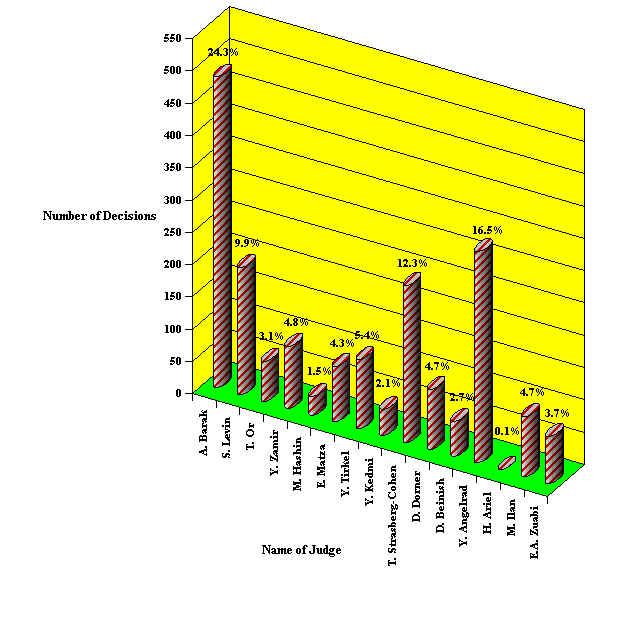 550
24.3%
500
450
400
350
300
250
200
150
100
50
0
Number of Decisions
9.9%
3.1%
4.8%
1.5%
4.3%
5.4%
2.1%
12.3%
4.7%
2.7%
16.5%
0.1%
4.7%
3.7%
A. Barak
S. Levin
T. Or
Y. Zamir
M. Hashin
E. Matza
Y. Tirkel
Y. Kedmi
T. Strasberg-Cohen
D. Dorner
D. Beinish
Y. Angelrad
H. Ariel
M. Ilan
E.A. Zuabi
Name of Judge